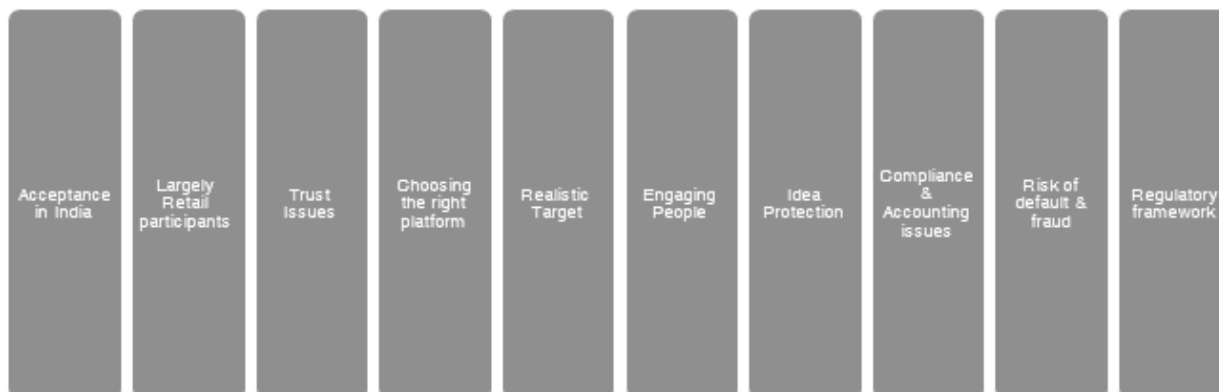 Acceptance
in India
Largely
Retail
participants
Trust
Issues
Choosing
the right
platform
Realistic
Target
Engaging
People
Idea
Protection
Compliance
&
Accounting
issues
Risk of
default &
fraud
Regulatory
framework